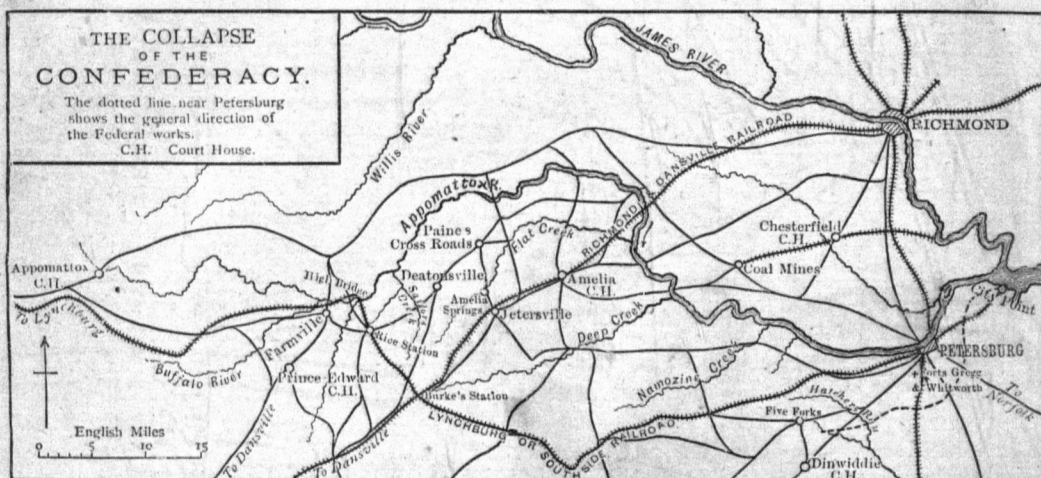 THE COLLAPSE
OF THE
CONFEDERACY.
The dotted line near Petersburg
shows the general direction of
the Federal works.
C.H. Court House.
JAMES RIVER
RICHMOND
Willis River
RICHMOND & DANSVILLE RAILROAD
Appomattox R.
Paine's
Cross Roads
Flat Creek
Chesterfield
C.H.
Coal Mines
Appomattox
C.H.
High Bridge
Deatonsville
Sailors
Creek
Amelia
C.H.
Amelia
Springs
Jetersville
City Point
To Lynchburg
Farmville
Rice Station
Deep Creek
PETERSBURG
Buffalo River
Prince Edward
C.H.
Namozine Creek
Forts Gregg
& Whitworth
To
Norfolk
Burke's Station
Hatchers Run
Five Forks
LYNCHBURG OR SOUTHSIDE RAILROAD
English Miles
0 5 10 15
To Dansville
To Dansville
Dinwiddie
C.H.